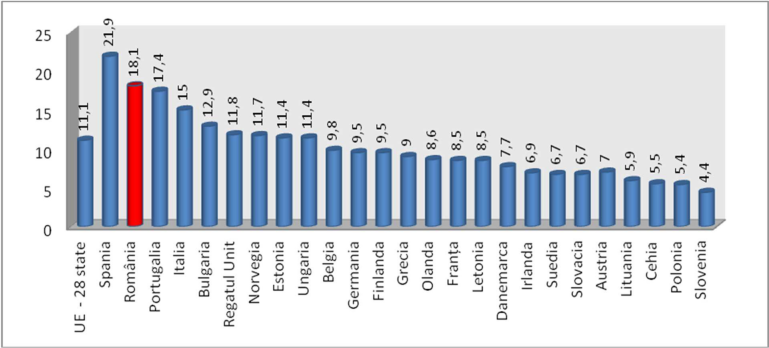 25
20
15
10
5
0
11,1
21,9
18,1
17,4
15
12,9
11,8
11,7
11,4
11,4
9,8
9,5
9,5
9
8,6
8,5
8,5
7,7
6,9
6,7
6,7
7
5,9
5,5
5,4
4,4
UE - 28 state
Spania
România
Portugalia
Italia
Bulgaria
Regatul Unit
Norvegia
Estonia
Ungaria
Belgia
Germania
Finlanda
Grecia
Olanda
Franța
Letonia
Danemarca
Irlanda
Suedia
Slovacia
Austria
Lituania
Cehia
Polonia
Slovenia